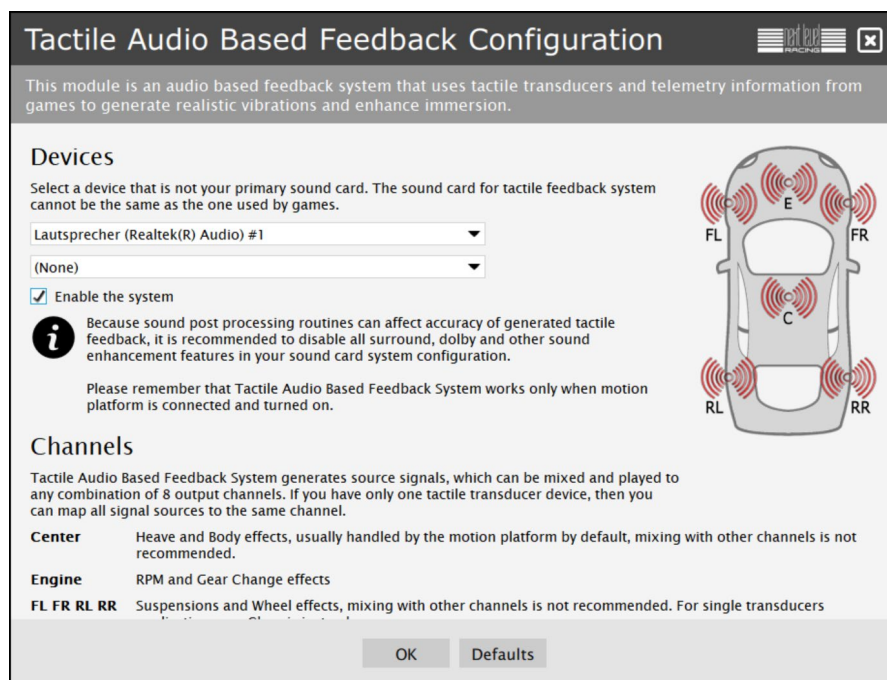 Tactile Audio Based Feedback Configuration
next level
RACING
This module is an audio based feedback system that uses tactile transducers and telemetry information from
games to generate realistic vibrations and enhance immersion.
Devices
Select a device that is not your primary sound card. The sound card for tactile feedback system
cannot be the same as the one used by games.
Lautsprecher (Realtek(R) Audio) #1
(None)
Enable the system
Because sound post processing routines can affect accuracy of generated tactile
feedback, it is recommended to disable all surround, dolby and other sound
enhancement features in your sound card system configuration.
Please remember that Tactile Audio Based Feedback System works only when motion
platform is connected and turned on.
E
FL
FR
C
RL
RR
Channels
Tactile Audio Based Feedback System generates source signals, which can be mixed and played to
any combination of 8 output channels. If you have only one tactile transducer device, then you
can map all signal sources to the same channel.
Center Heave and Body effects, usually handled by the motion platform by default, mixing with other channels is not
recommended.
Engine RPM and Gear Change effects
FL FR RL RR Suspensions and Wheel effects, mixing with other channels is not recommended. For single transducers
OK
Defaults